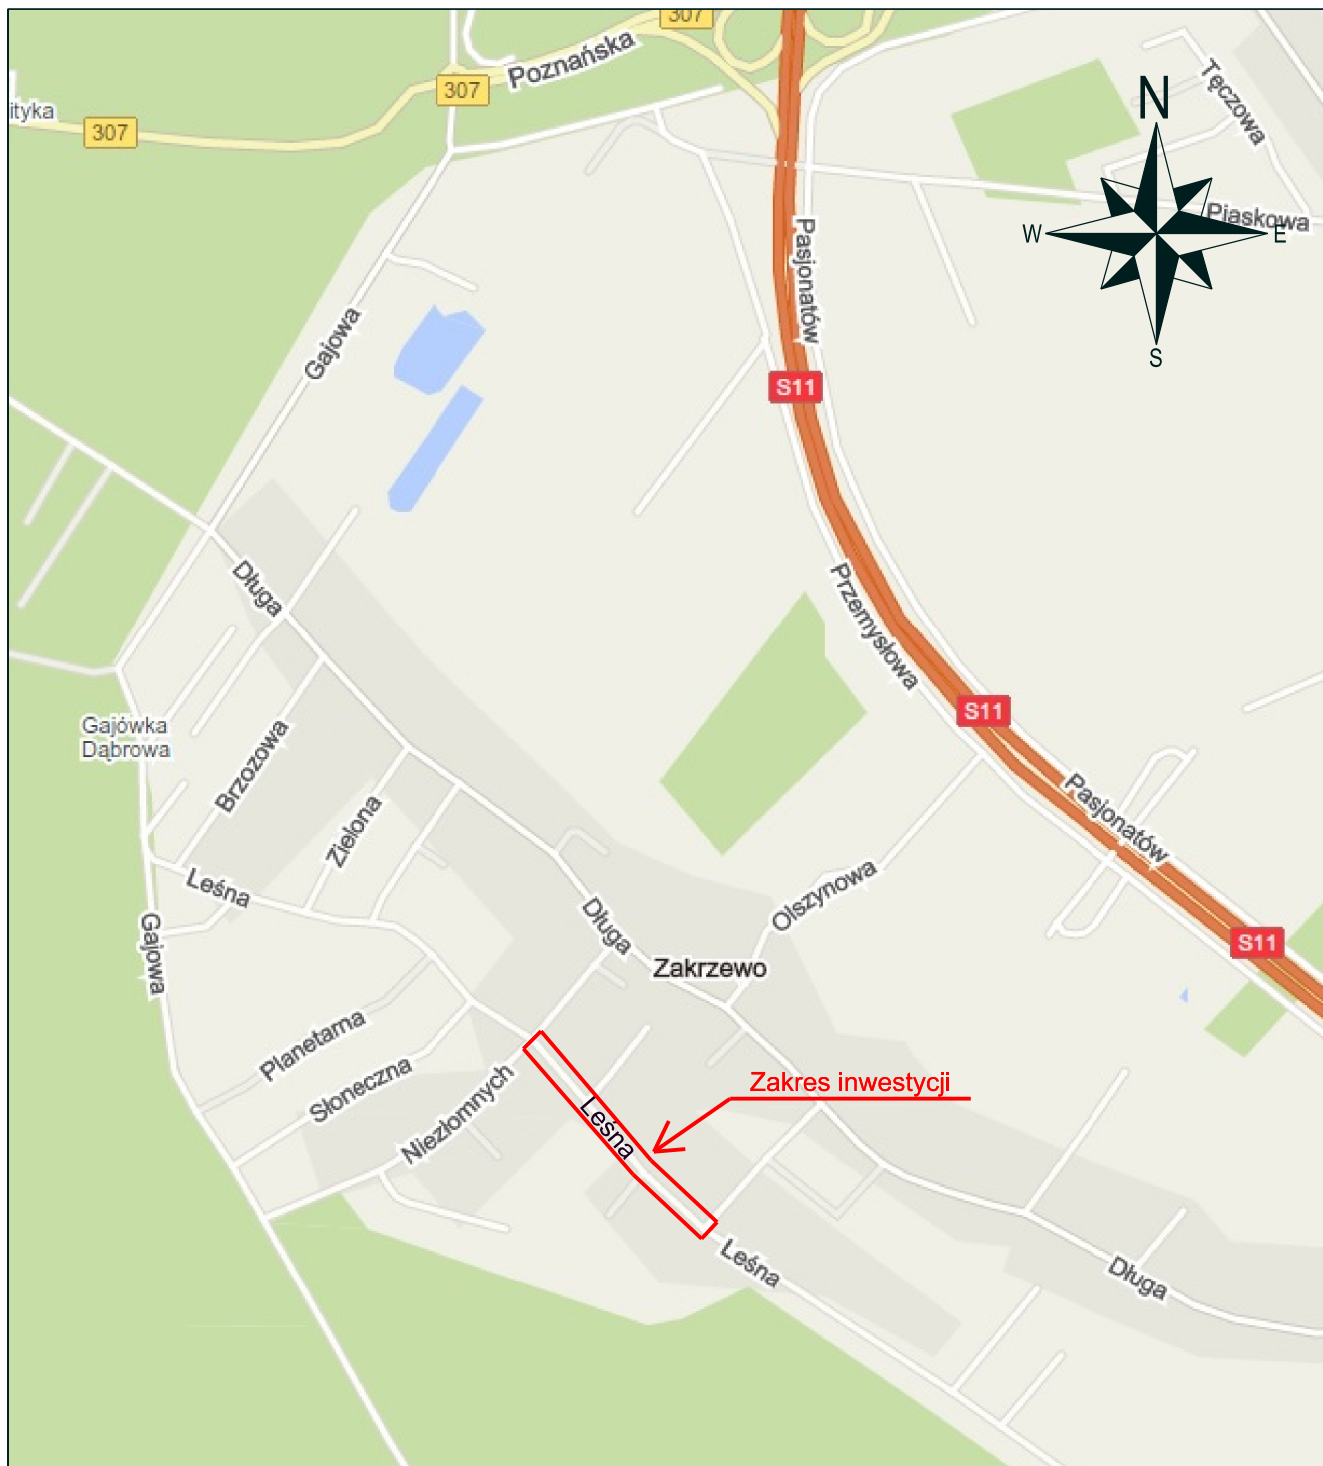 307
Poznańska
307
ityka
307
Tęczowa
N
Piaskowa
W
E
S
Pasjonatów
Gajowa
S11
Długa
Przemysłowa
S11
Gajówka
Dąbrowa
Brzozowa
Zielona
Pasjonatów
Leśna
Olszynowa
Długa
Gajowa
S11
Zakrzewo
Planetarna
Słoneczna
Niezłomnych
Zakres inwestycji
Leśna
Leśna
Długa